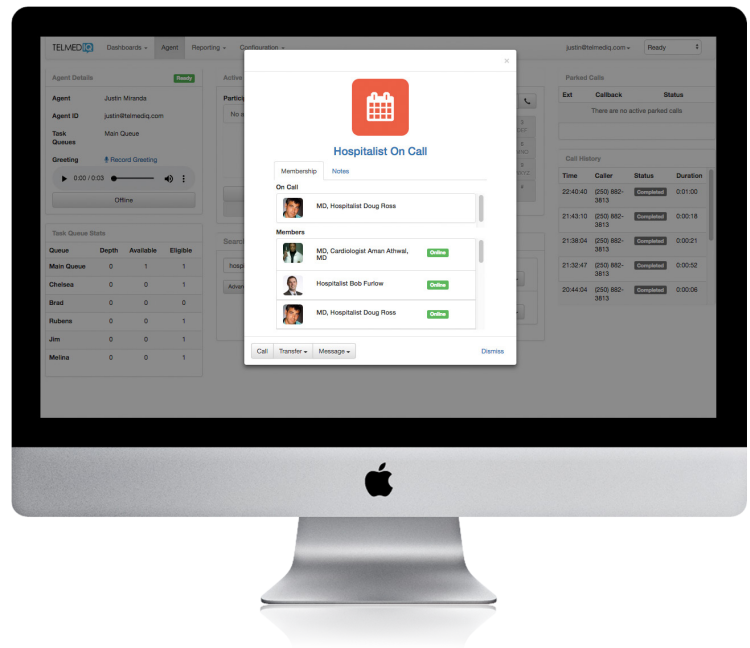 TELMEDIQ Dashboards Agent Reporting Configuration justin@telmediq.com Ready
Agent Details Ready
Agent Justin Miranda
Agent ID justin@telmediq.com
Task Queues Main Queue
Greeting Record Greeting
0:00 / 0:03
Offline
Task Queue Stats
Queue Depth Available Eligible
Main Queue 0 1 1
Chelsea 0 0 1
Brad 0 0 0
Rubens 0 0 1
Jim 0 0 1
Melina 0 0 1
Active
Search
×
Hospitalist On Call
Membership Notes
On Call
MD, Hospitalist Doug Ross
Members
MD, Cardiologist Aman Athwal,
MD
Online
Hospitalist Bob Furlow Online
MD, Hospitalist Doug Ross Online
Call Transfer Message Dismiss
Parked Calls
Ext Callback Status
There are no active parked calls
Call History
Time Caller Status Duration
22:40:40 (250) 882-
3813
Completed 0:01:00
21:43:10 (250) 882-
3813
Completed 0:00:18
21:38:04 (250) 882-
3813
Completed 0:00:21
21:32:47 (250) 882-
3813
Completed 0:00:52
20:44:04 (250) 882-
3813
Completed 0:00:06